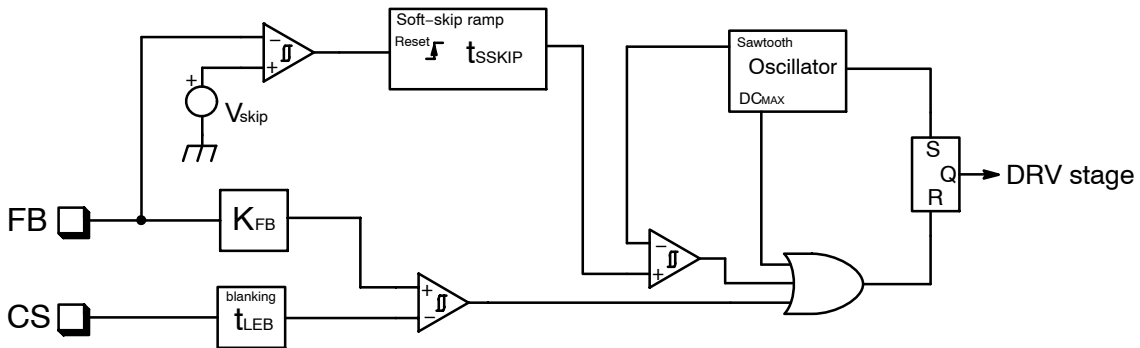 Soft-skip ramp
Reset
tSSKIP
−
+
+
Vskip
Sawtooth
Oscillator
DCMAX
S
Q
R
DRV stage
FB
KFB
−
+
+
−
CS
blanking
tLEB